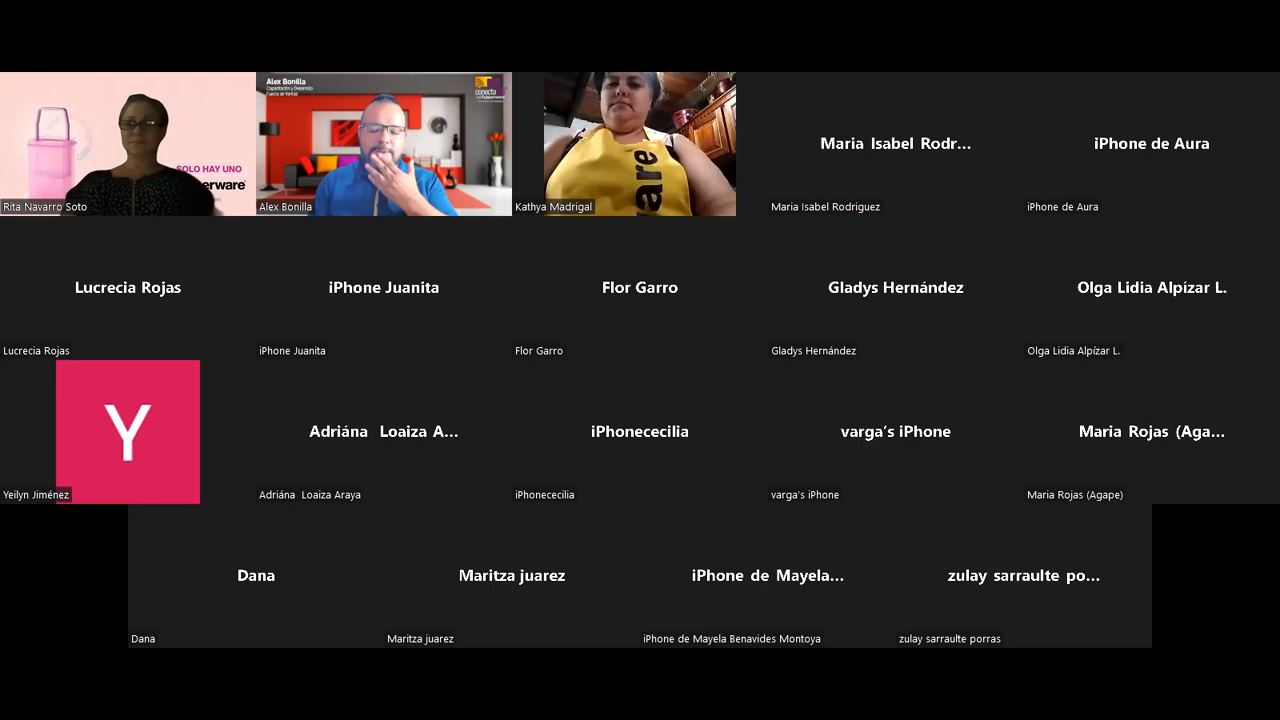 SOLO HAY UNO
perware
Rita Navarro Soto
Alex Bonilla
Capacitación y Desarrollo
Fuerza de Ventas
conecta
Alex Bonilla
are
Kathya Madrigal
Maria Isabel Rodr...
Maria Isabel Rodriguez
iPhone de Aura
iPhone de Aura
Lucrecia Rojas
Lucrecia Rojas
iPhone Juanita
iPhone Juanita
Flor Garro
Flor Garro
Gladys Hernández
Gladys Hernández
Olga Lidia Alpízar L.
Olga Lidia Alpízar L.
Y
Yeilyn Jiménez
Adriána Loaiza A...
Adriána Loaiza Araya
iPhonececilia
iPhonececilia
varga's iPhone
varga's iPhone
Maria Rojas (Aga...
Maria Rojas (Agape)
Dana
Dana
Maritza juarez
Maritza juarez
iPhone de Mayela...
iPhone de Mayela Benavides Montoya
zulay sarraulte po...
zulay sarraulte porras